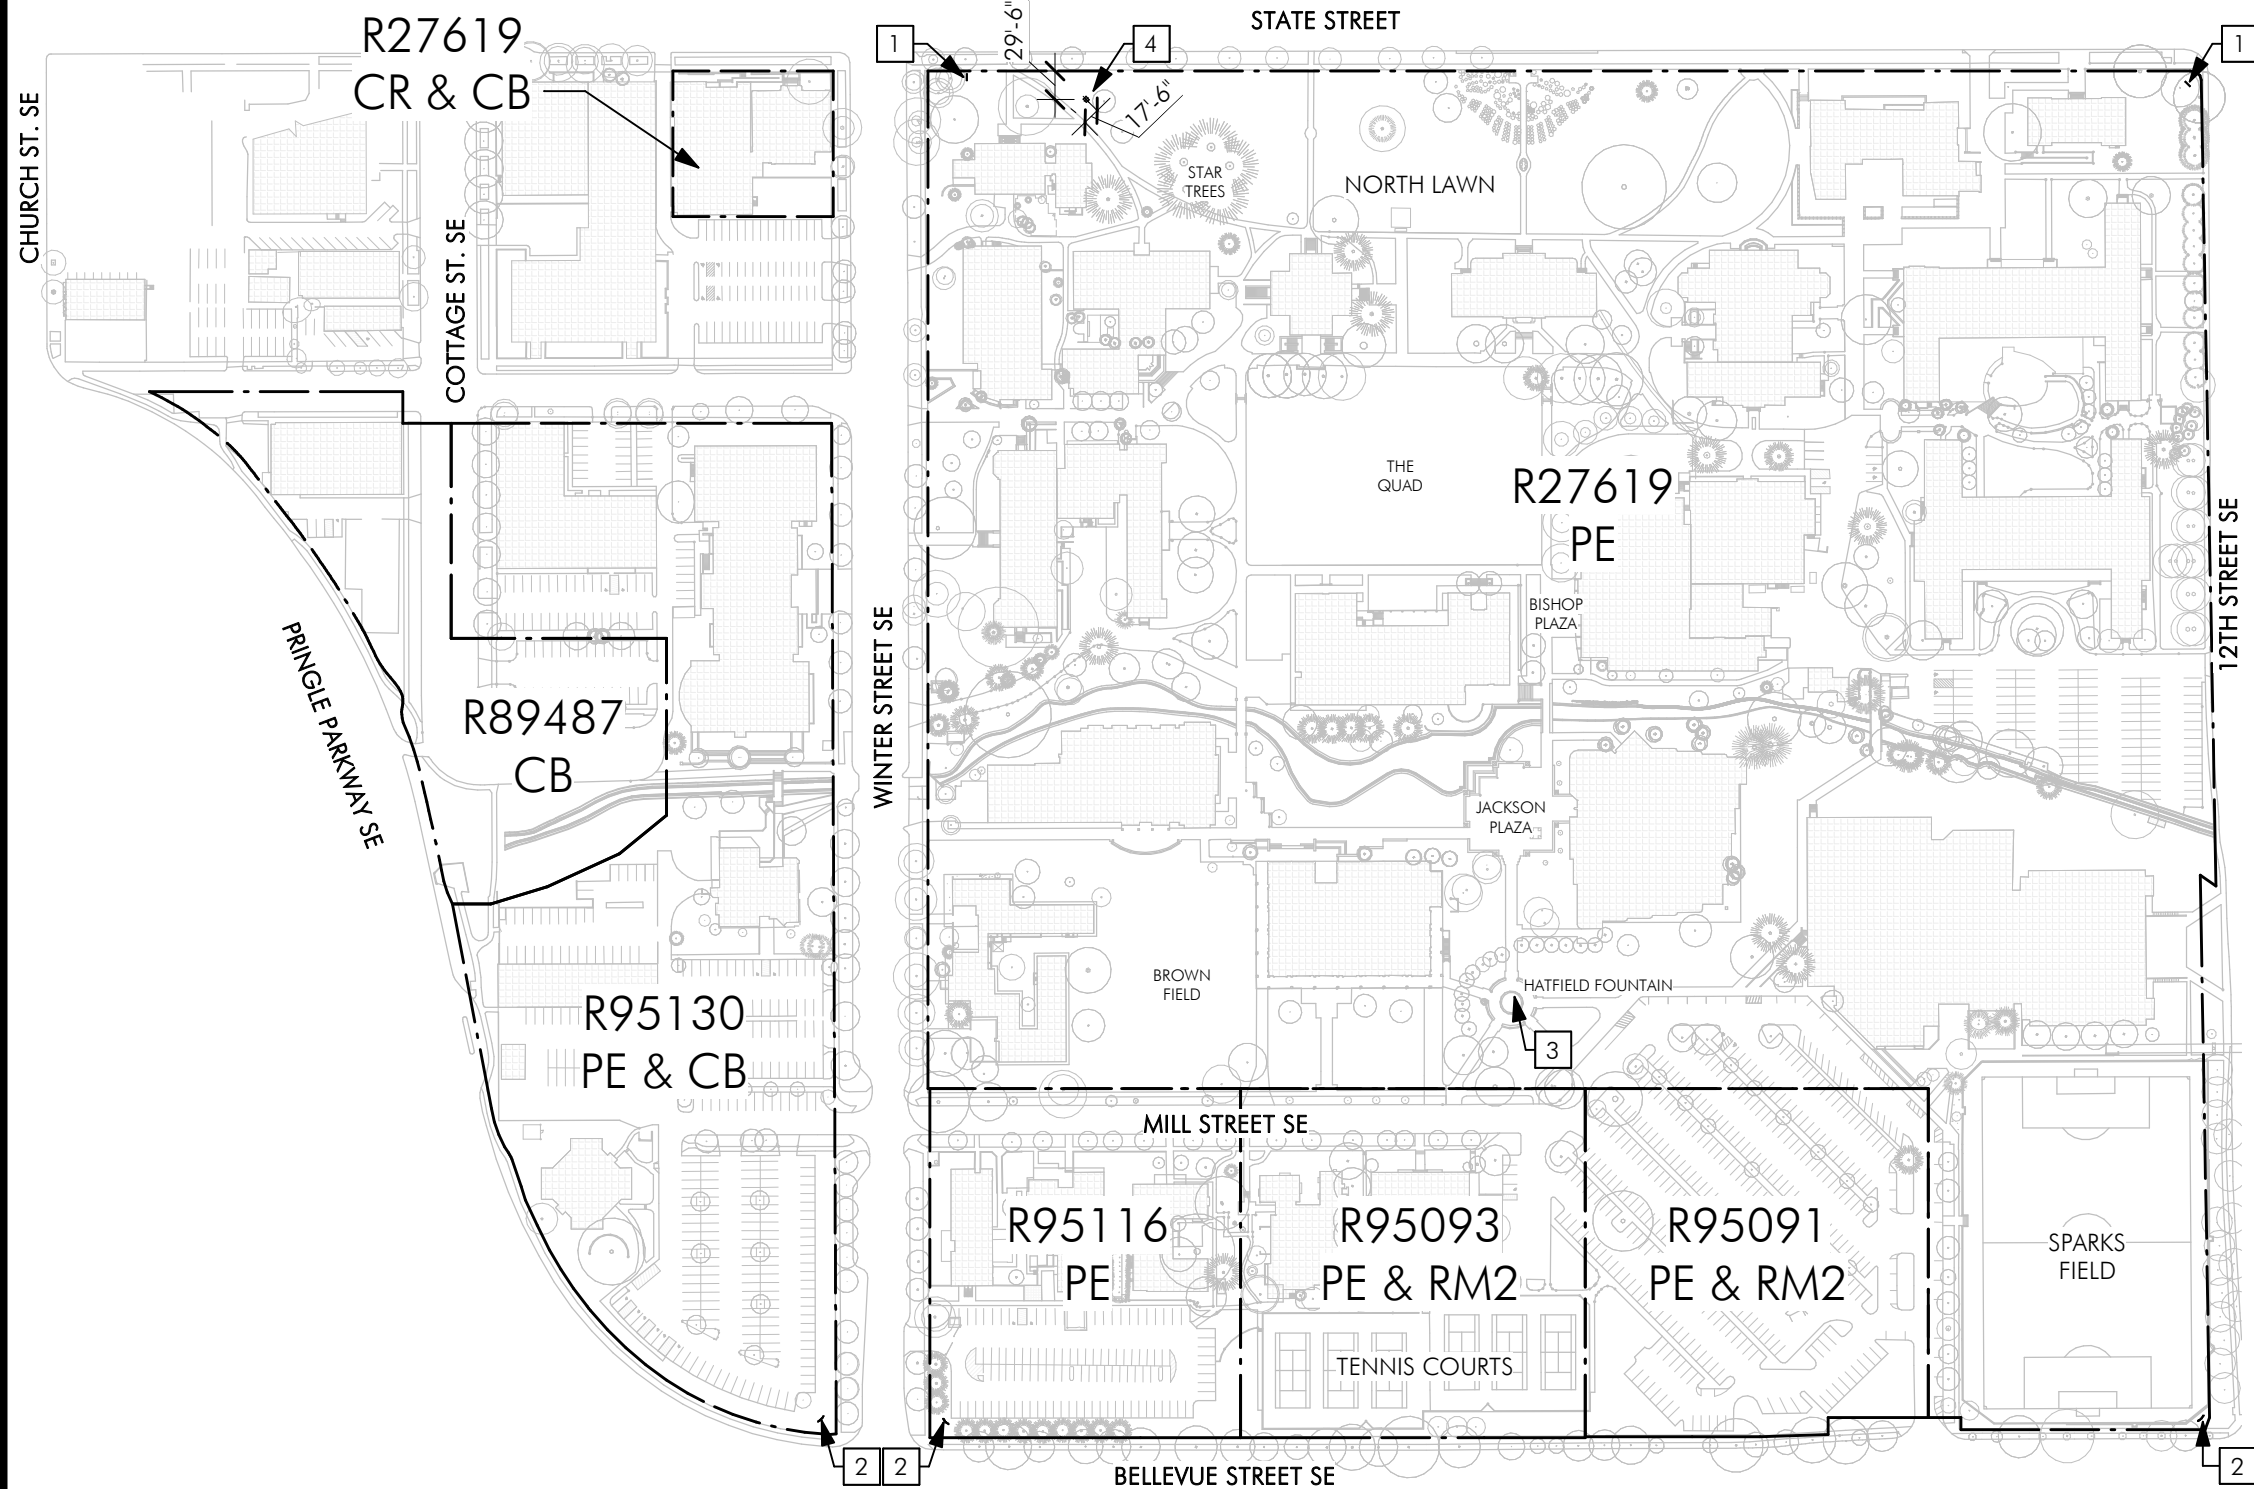 STATE STREET
R27619
CR & CB
1
29'-6"
4
1
17'-6"
CHURCH ST. SE
COTTAGE ST. SE
STAR
TREES
NORTH LAWN
THE
QUAD
R27619
PE
12TH STREET SE
BISHOP
PLAZA
PRINGLE PARKWAY SE
WINTER STREET SE
R89487
CB
JACKSON
PLAZA
BROWN
FIELD
HATFIELD FOUNTAIN
3
R95130
PE & CB
MILL STREET SE
R95116
PE
R95093
PE & RM2
R95091
PE & RM2
SPARKS
FIELD
TENNIS COURTS
2
2
2
BELLEVUE STREET SE